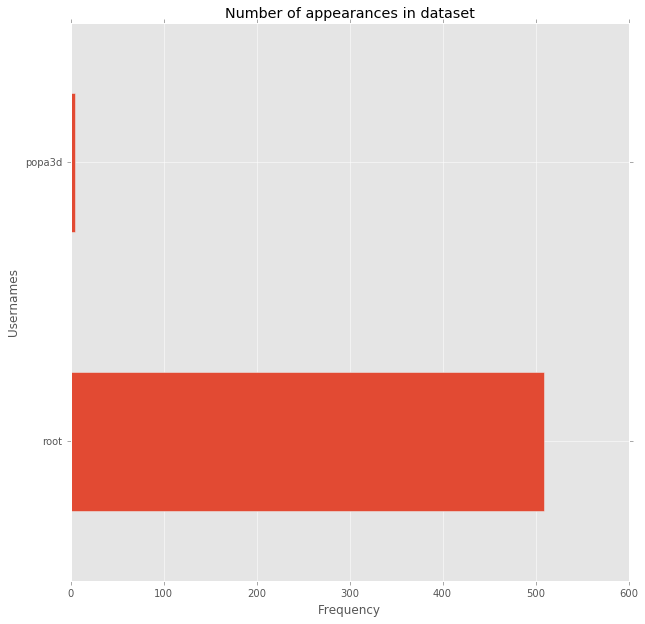 Number of appearances in dataset
popa3d
Usernames
root
0 100 200 300 400 500 600
Frequency